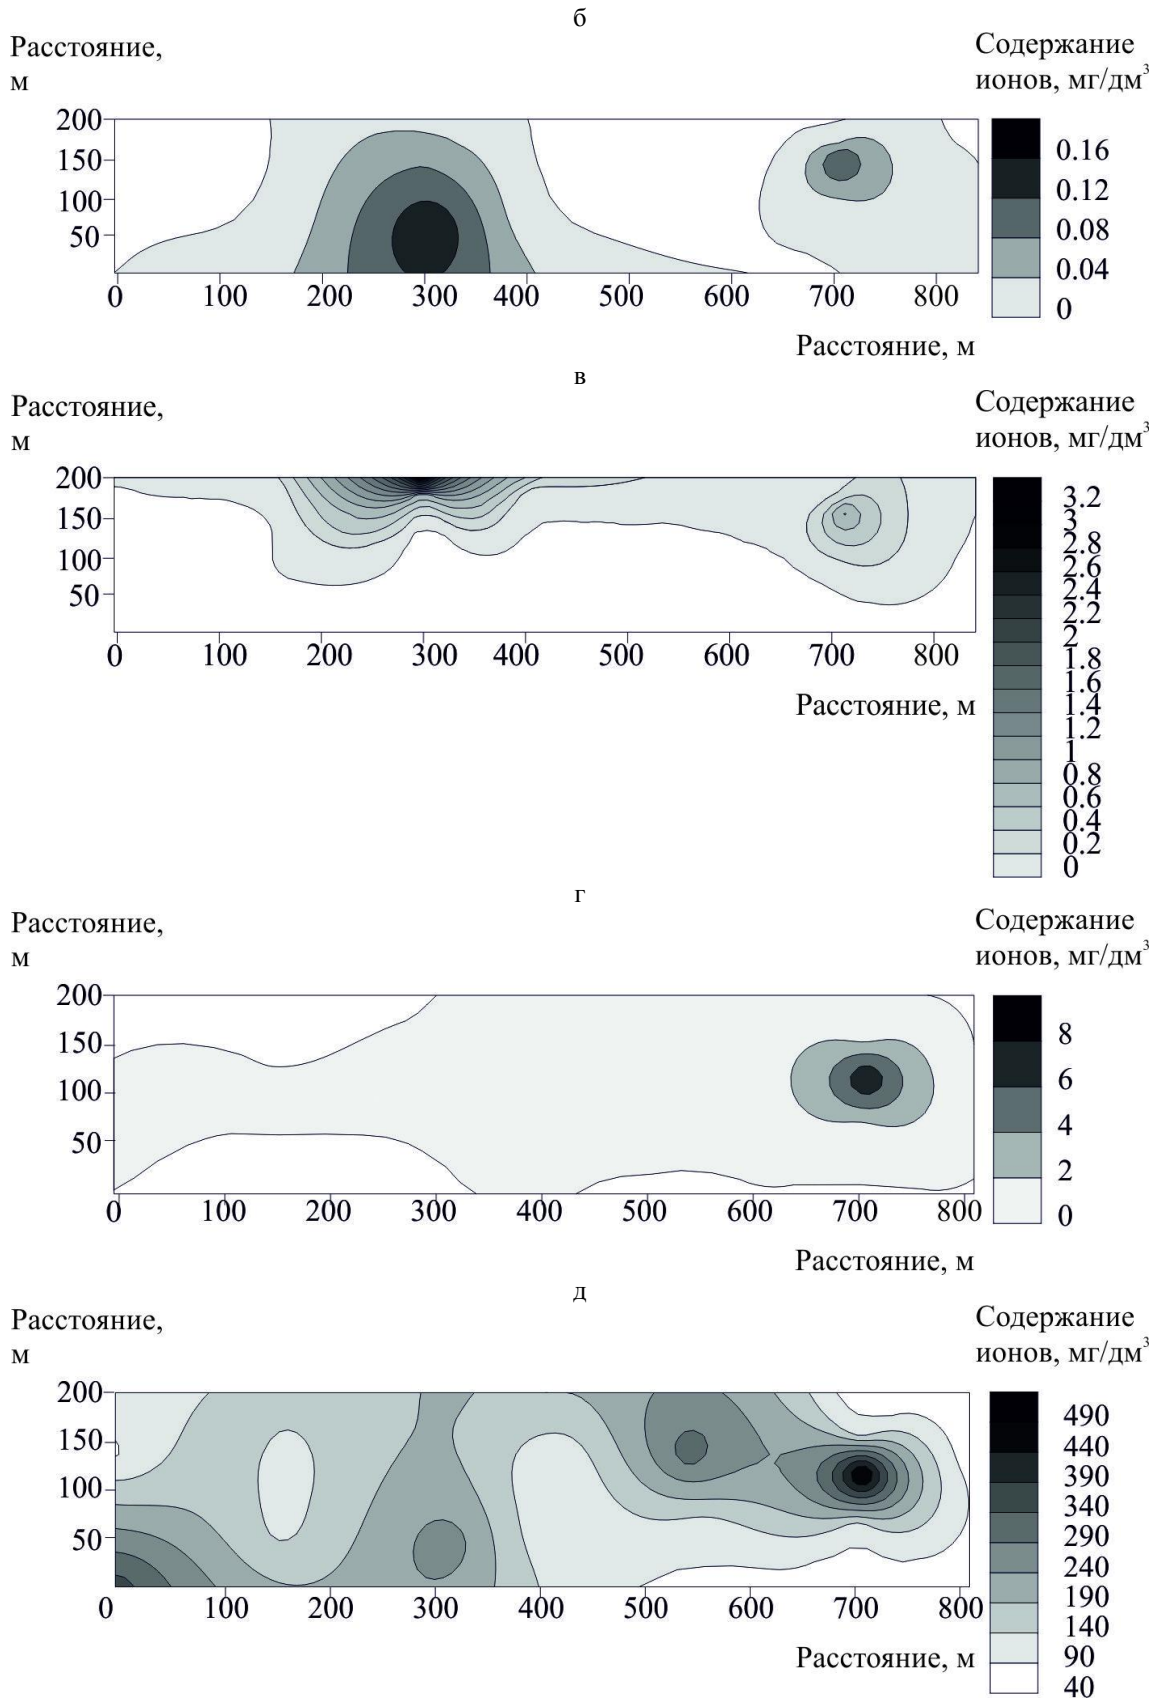 б
Расстояние,
м
Содержание
ионов, мг/дм³
200
150
100
50
0 100 200 300 400 500 600 700 800
0.16
0.12
0.08
0.04
0
Расстояние, м
в
Расстояние,
м
Содержание
ионов, мг/дм³
200
150
100
50
0 100 200 300 400 500 600 700 800
3.2
3
2.8
2.6
2.4
2.2
2
1.8
1.6
1.4
1.2
1
0.8
0.6
0.4
0.2
0
Расстояние, м
г
Расстояние,
м
Содержание
ионов, мг/дм³
200
150
100
50
0 100 200 300 400 500 600 700 800
8
6
4
2
0
Расстояние, м
д
Расстояние,
м
Содержание
ионов, мг/дм³
200
150
100
50
0 100 200 300 400 500 600 700 800
490
440
390
340
290
240
190
140
90
40
Расстояние, м